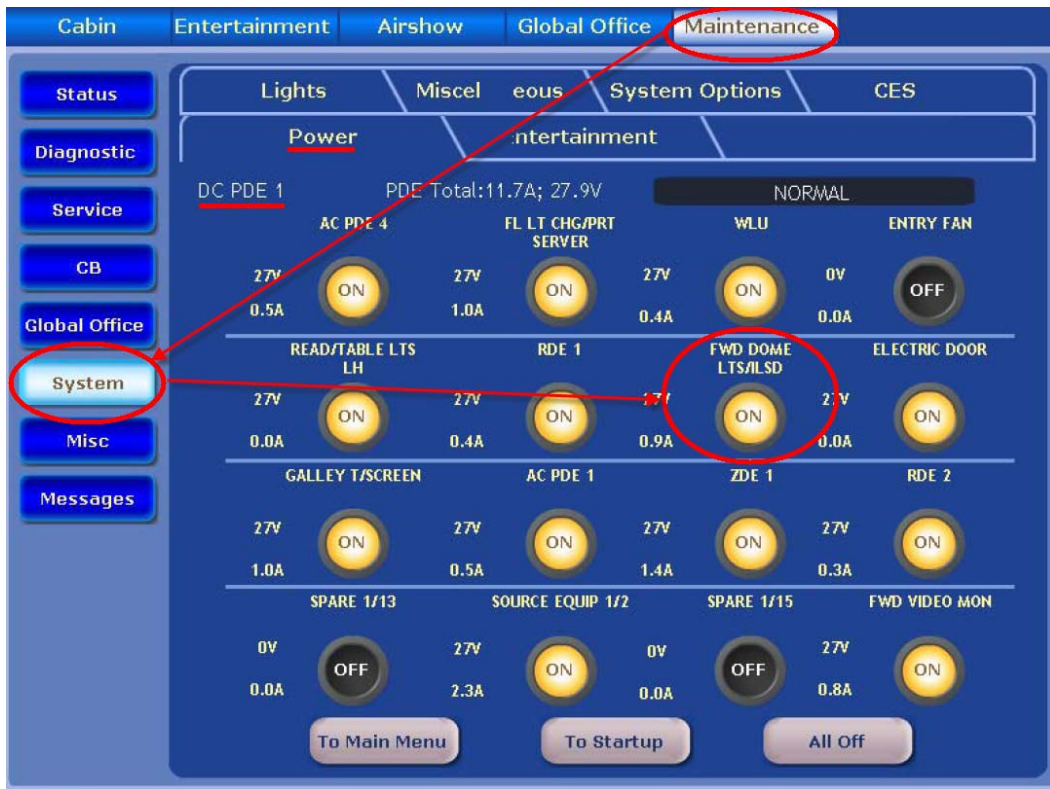 Cabin Entertainment Airshow Global Office Maintenance
Status
Diagnostic
Service
CB
Global Office
System
Misc
Messages
Lights Miscel eous System Options CES
Power ntertainment
DC PDE 1 PDE Total:11.7A; 27.9V NORMAL
AC PDE 4 FL LT CHG/PRT SERVER WLU ENTRY FAN
27V ON 27V ON 27V ON 0V OFF
0.5A 1.0A 0.4A 0.0A
READ/TABLE LTS LH RDE 1 FWD DOME LTS/ILSD ELECTRIC DOOR
27V ON 27V ON 27V ON 27V ON
0.0A 0.4A 0.9A 0.0A
GALLEY T/SCREEN AC PDE 1 ZDE 1 RDE 2
27V ON 27V ON 27V ON 27V ON
1.0A 0.5A 1.4A 0.3A
SPARE 1/13 SOURCE EQUIP 1/2 SPARE 1/15 FWD VIDEO MON
0V OFF 27V ON 0V OFF 27V ON
0.0A 2.3A 0.0A 0.8A
To Main Menu To Startup All Off